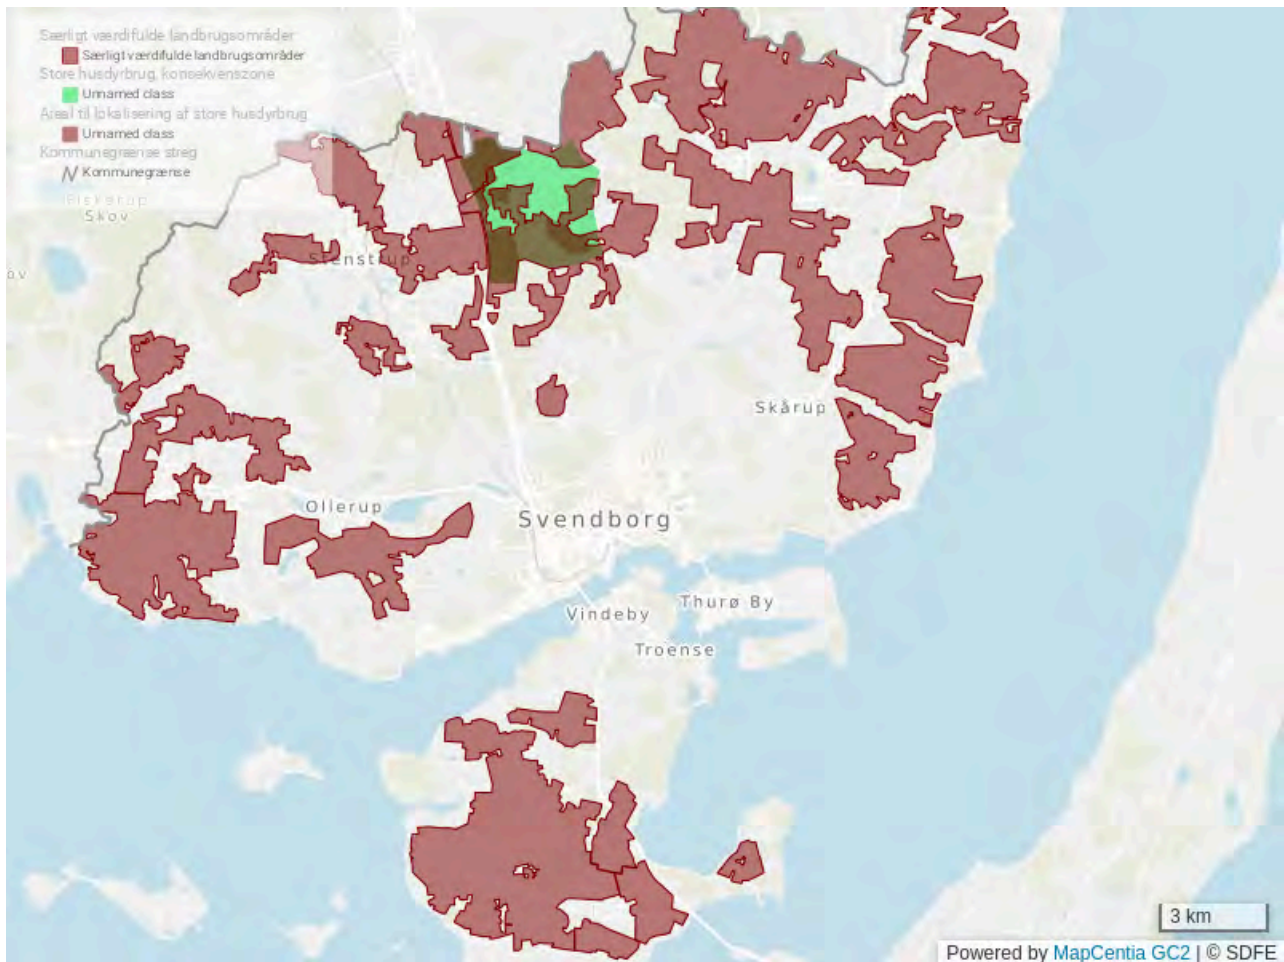 Særligt værdifulde landbrugsområder
Særligt værdifulde landbrugsområder
Store husdyrbrug, konsekvenszone
Unnamed class
Areal til lokalisering af store husdyrbrug
Unnamed class
Kommunegrænse streg
Kommunegrænse
Fiskerup
Skov
ov
Stenstrup
Skårup
Ollerup
Svendborg
Vindeby
Thurø By
Troense
3 km
Powered by MapCentia GC2 | © SDFE